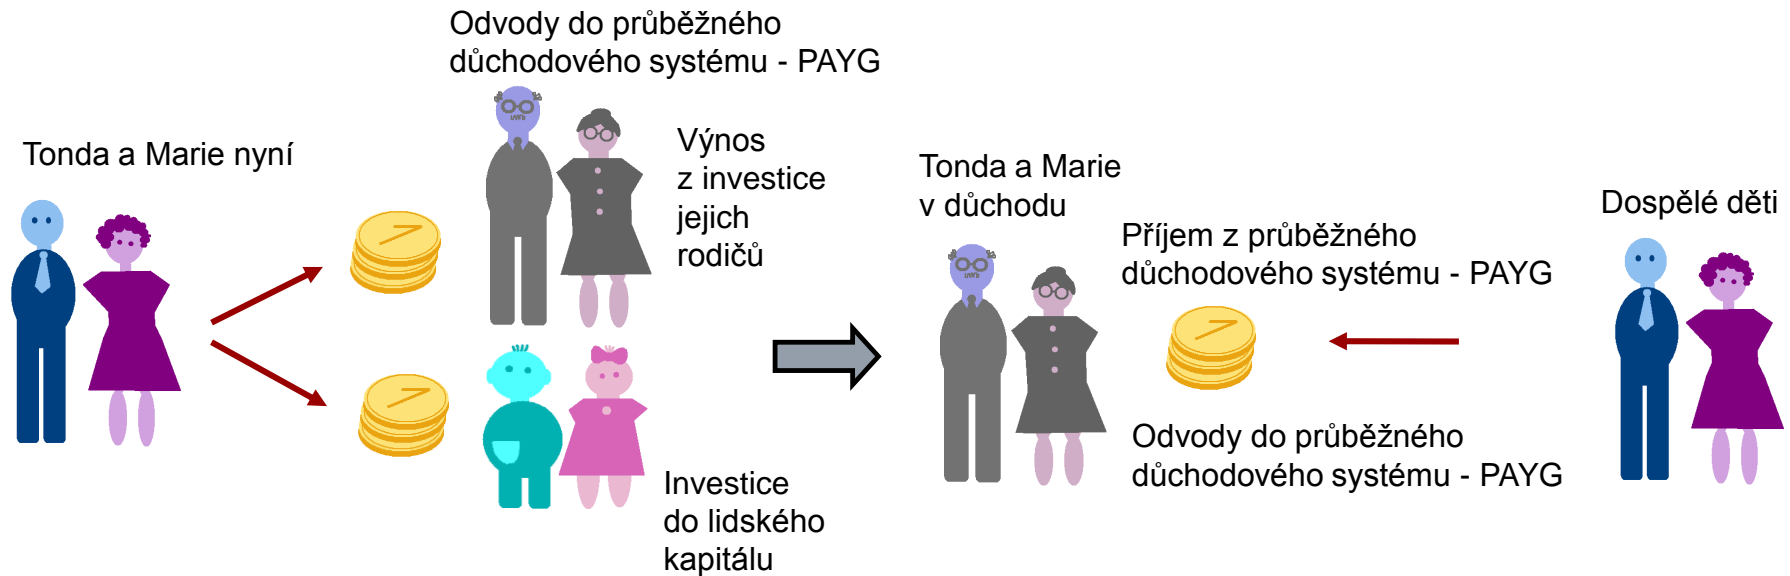 Odvody do průběžného
důchodového systému - PAYG
Tonda a Marie nyní
Výnos
z investice
jejich
rodičů
Investice
do lidského
kapitálu
Tonda a Marie
v důchodu
Příjem z průběžného
důchodového systému - PAYG
Odvody do průběžného
důchodového systému - PAYG
Dospělé děti